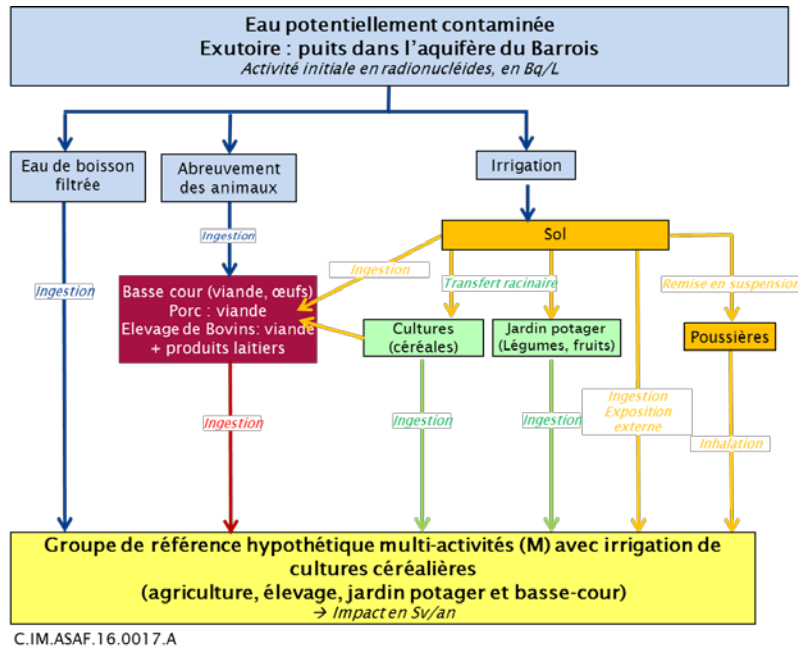 Eau potentiellement contaminée
Exutoire : puits dans l'aquifère du Barrois
Activité initiale en radionucléides, en Bq/L
Eau de boisson
filtrée
Abreuvement
des animaux
Irrigation
Ingestion
Sol
Ingestion
Ingestion
Transfert racinaire
Remise en suspension
Basse cour (viande, œufs)
Porc : viande
Elevage de Bovins: viande
+ produits laitiers
Cultures
(céréales)
Jardin potager
(Légumes, fruits)
Poussières
Ingestion
Ingestion
Ingestion
Ingestion
Exposition
externe
Inhalation
Groupe de référence hypothétique multi-activités (M) avec irrigation de
cultures céréalières
(agriculture, élevage, jardin potager et basse-cour)
→ Impact en Sv/an
C.IM.ASAF.16.0017.A